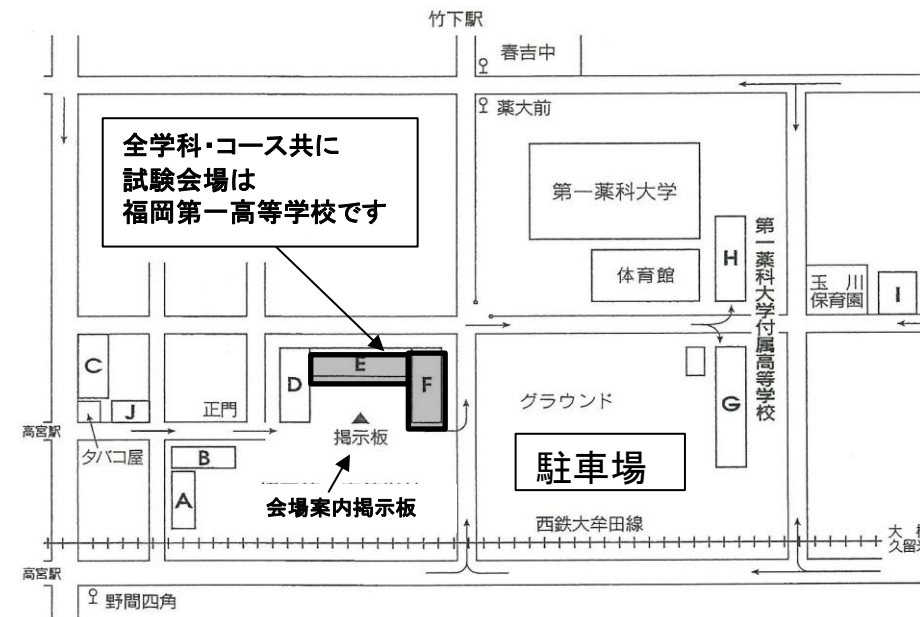 竹下駅
春吉中
薬大前
全学科・コース共に
試験会場は
福岡第一高等学校です
第一薬科大学
体育館
H
第一薬科大学付属高等学校
玉川
保育園
I
C
D
E
F
G
グラウンド
J
正門
掲示板
高宮駅
タバコ屋
B
A
駐車場
会場案内掲示板
西鉄大牟田線
高宮駅
野間四角